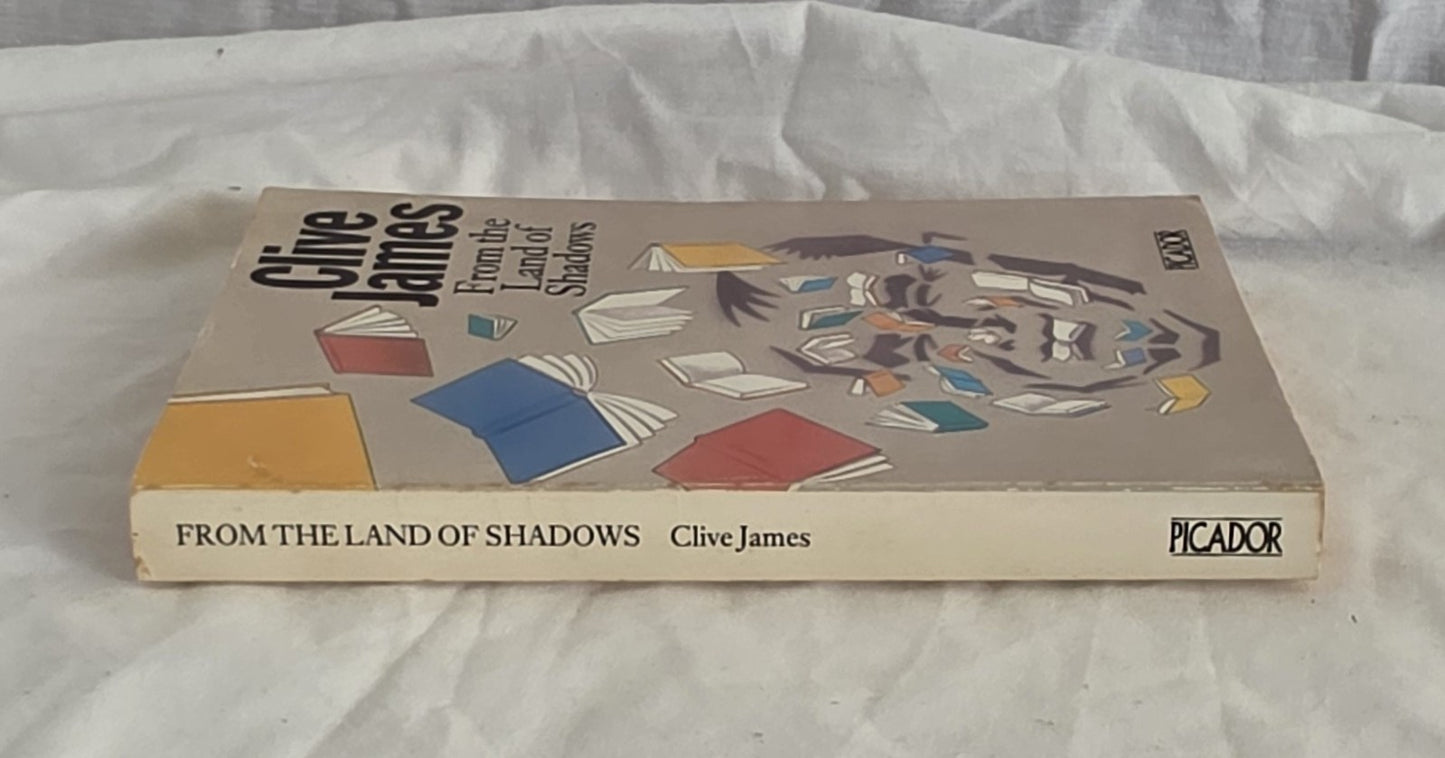 Clive
James
From the
Land of
Shadows
PICADOR
FROM THE LAND OF SHADOWS Clive James PICADOR